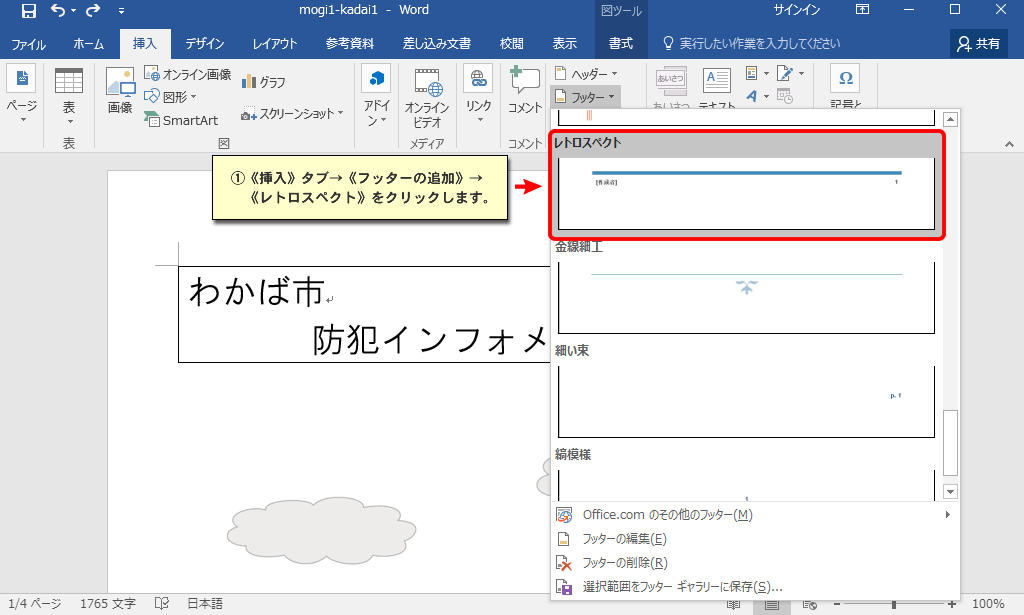 mogi1-kadai1 - Word
図ツール
サインイン
ファイル
ホーム
挿入
デザイン
レイアウト
参考資料
差し込み文書
校閲
表示
書式
実行したい作業を入力してください
共有
ページ
表
画像
オンライン画像
図形
SmartArt
グラフ
スクリーンショット
アドイン
オンラインビデオ
リンク
コメント
ヘッダー
フッター
あいさつ
あいさつ
テキスト
記号と
表
図
メディア
コメント
レトロスペクト
[作成者]
1
①《挿入》タブ→《フッターの追加》→
《レトロスペクト》をクリックします。
金線細工
わかば市
防犯インフォメ
細い束
p. 1
縞模様
1
Office.com のその他のフッター(M)
フッターの編集(E)
フッターの削除(R)
選択範囲をフッター ギャラリーに保存(S)...
1/4 ページ
1765 文字
日本語
100%